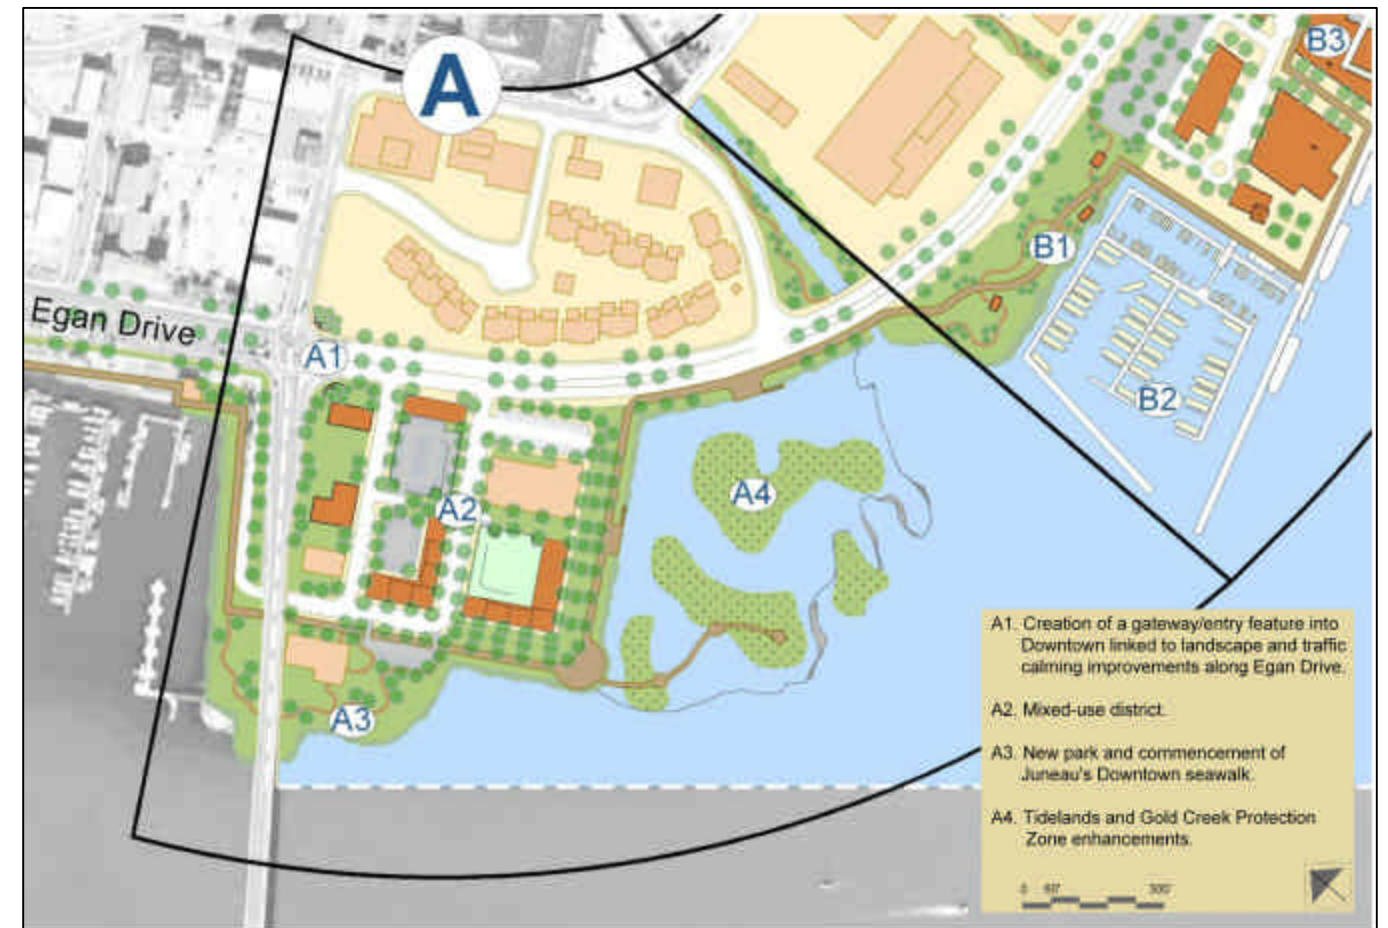 A
B3
Egan Drive
A1
B1
B2
A2
A4
A3
A1. Creation of a gateway/entry feature into
Downtown linked to landscape and traffic
calming improvements along Egan Drive.
A2. Mixed-use district.
A3. New park and commencement of
Juneau's Downtown seawalk.
A4. Tidelands and Gold Creek Protection
Zone enhancements.
0 60' 300'